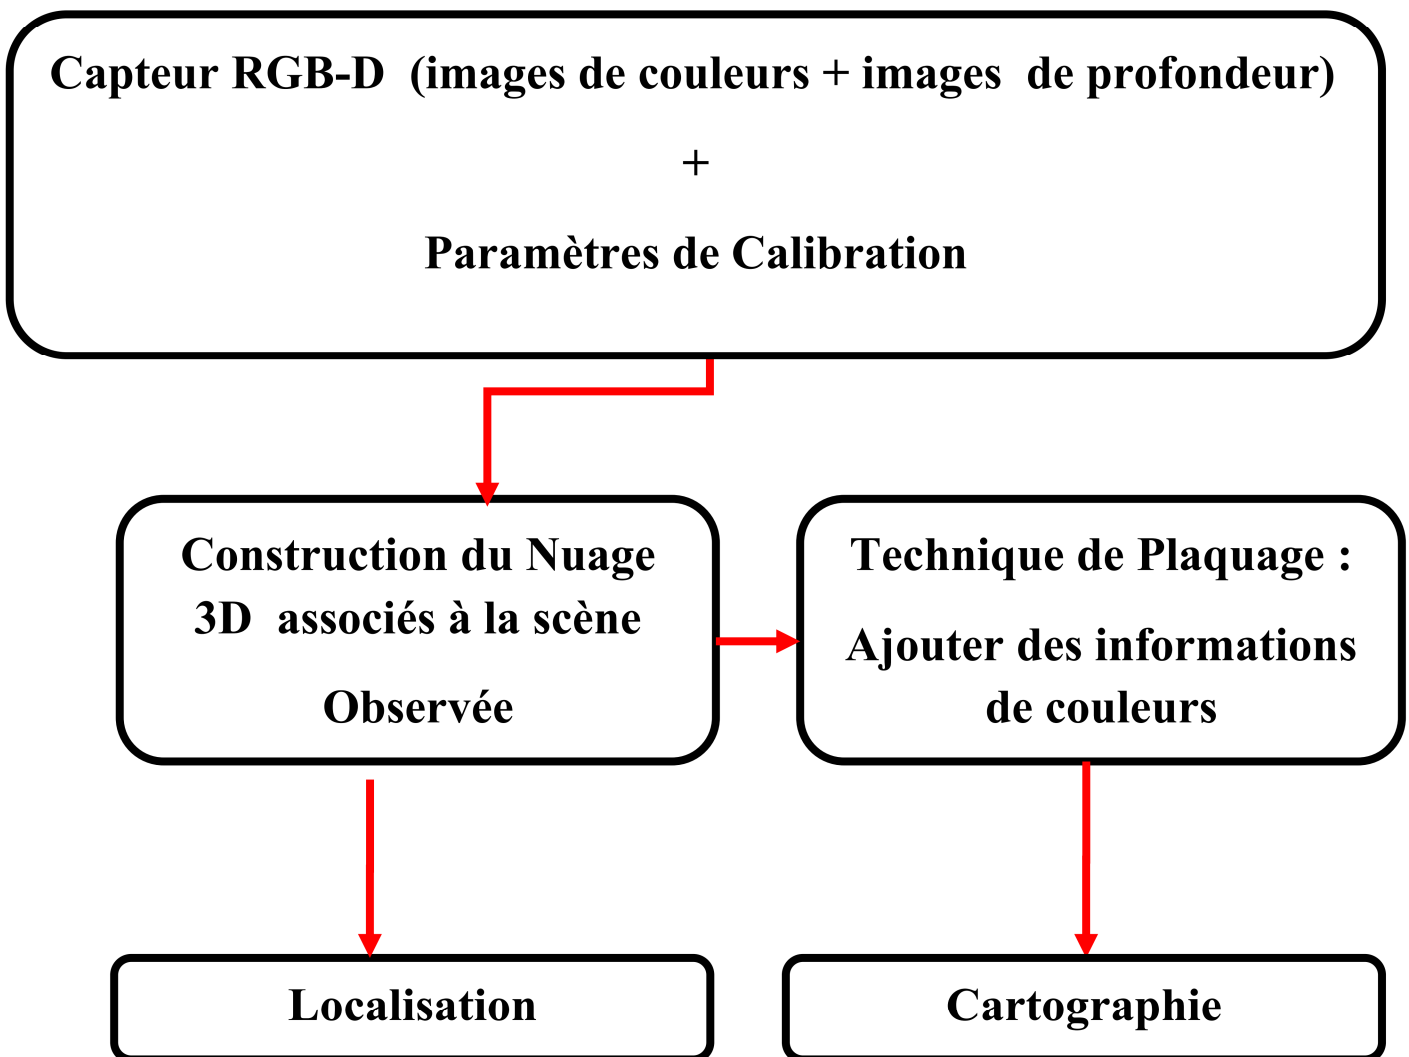 Capteur RGB-D (images de couleurs + images de profondeur)
+
Paramètres de Calibration
Construction du Nuage
3D associés à la scène
Observée
Technique de Plaquage :
Ajouter des informations
de couleurs
Localisation
Cartographie